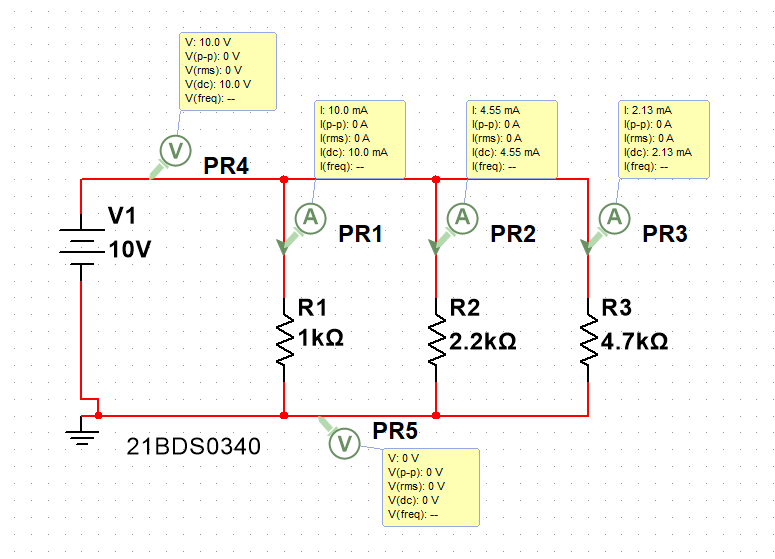 V: 10.0 V
V(p-p): 0 V
V(rms): 0 V
V(dc): 10.0 V
V(freq): --
I: 10.0 mA
I(p-p): 0 A
I(rms): 0 A
I(dc): 10.0 mA
I(freq): --
I: 4.55 mA
I(p-p): 0 A
I(rms): 0 A
I(dc): 4.55 mA
I(freq): --
I: 2.13 mA
I(p-p): 0 A
I(rms): 0 A
I(dc): 2.13 mA
I(freq): --
V
PR4
V1
10V
A
PR1
A
PR2
A
PR3
R1
1kΩ
R2
2.2kΩ
R3
4.7kΩ
21BDS0340
V
PR5
V: 0 V
V(p-p): 0 V
V(rms): 0 V
V(dc): 0 V
V(freq): --